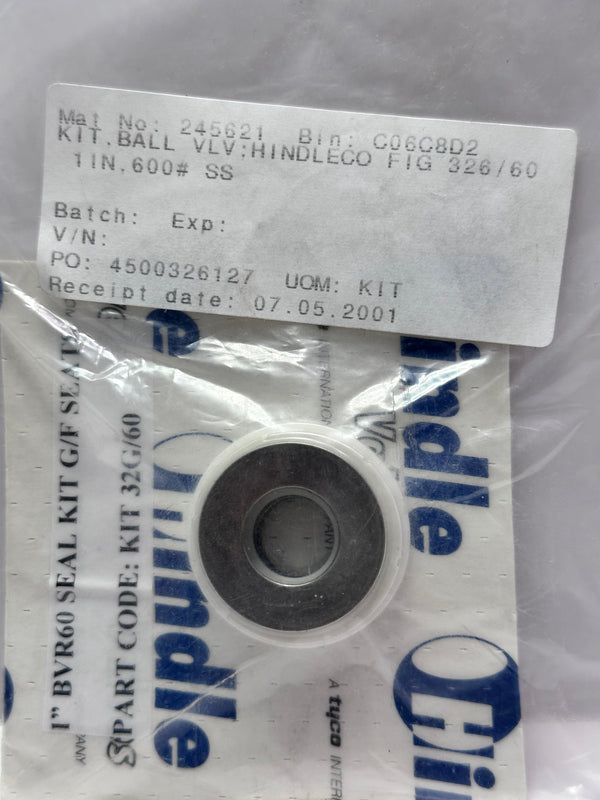 Mat No: 245621 Bin: C06C8D2
KIT.BALL VLV:HINDLECO FIG 326/60
1IN,600# SS
Batch: Exp:
V/N:
PO: 4500326127 UOM: KIT
Receipt date: 07.05.2001
1” BVR60 SEAL KIT G/F SEATS
PART CODE: KIT 32G/60
Hindle
indle
Hin
A tyco INTER